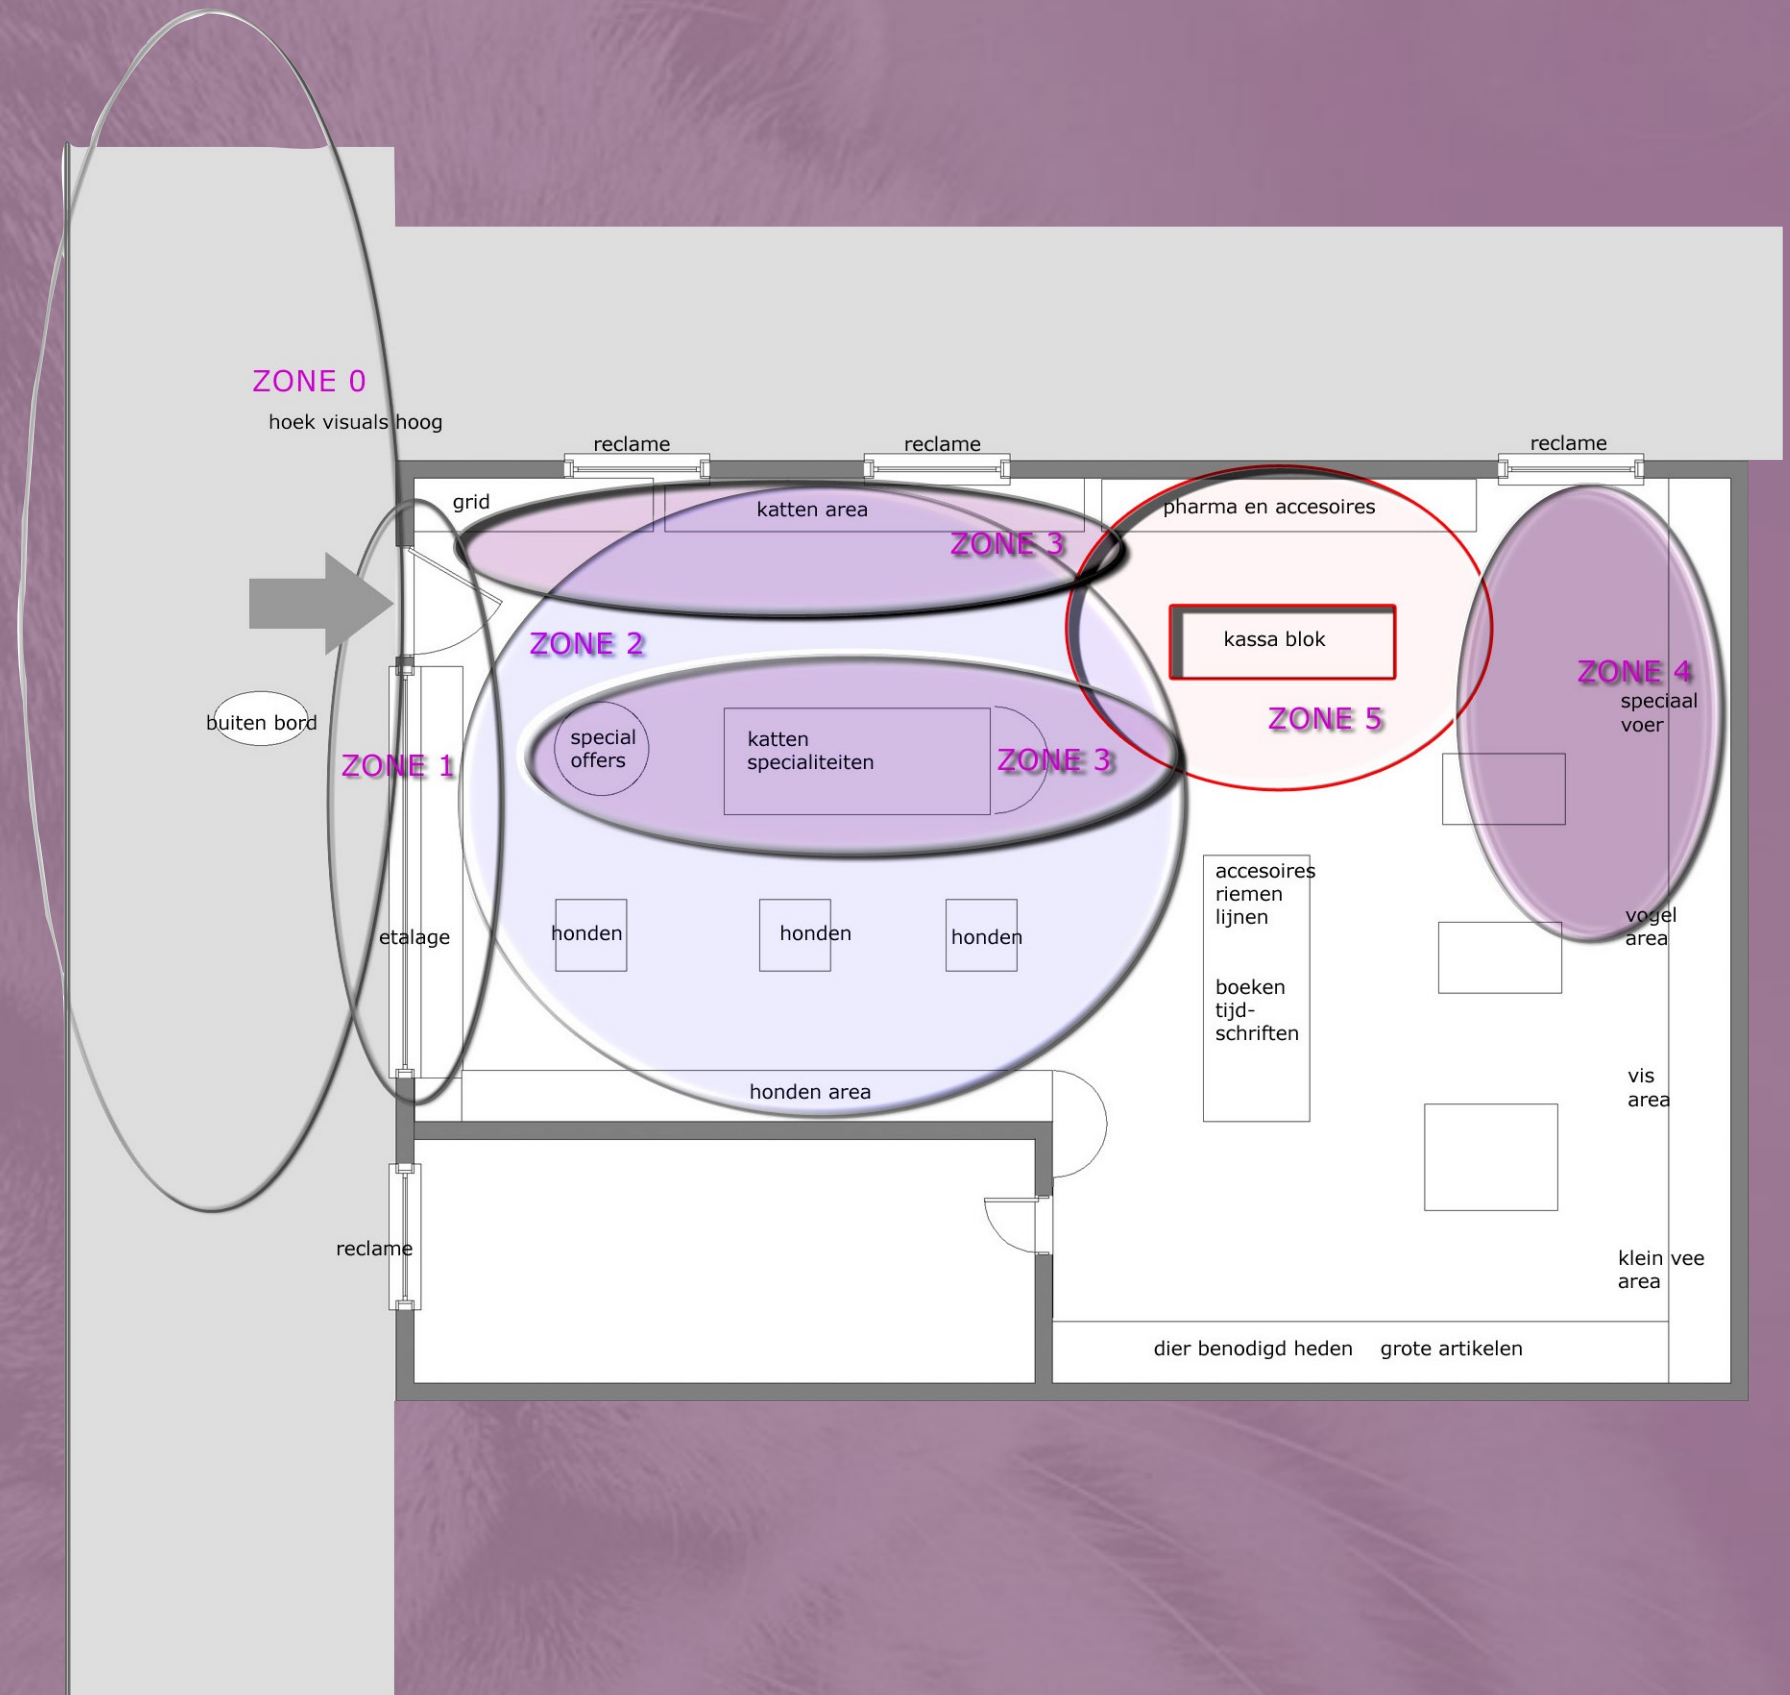 ZONE 0
hoek visuals hoog
reclame
reclame
reclame
grid
katten area
pharma en accesoires
ZONE 3
ZONE 2
kassa blok
ZONE 4
speciaal
voer
buiten bord
ZONE 5
special
offers
katten
specialiteiten
ZONE 3
ZONE 1
accesoires
riemen
lijnen
boeken
tijd-
schriften
vogel
area
etalage
honden
honden
honden
honden area
vis
area
reclame
klein vee
area
dier benodigd heden grote artikelen